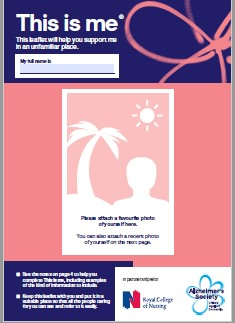 This is me®
This leaflet will help you support me
in an unfamiliar place.
My full name is
Please attach a favourite photo
of yourself here.
You can also attach a recent photo
of yourself on the next page.
See the notes on page 4 to help you
complete This is me, including examples
of the kind of information to include.
Keep this leaflet with you and put it in a
suitable place so that all the people caring
for you can see and refer to it easily.
In partnership with
Royal College
of Nursing
Alzheimer's
Society